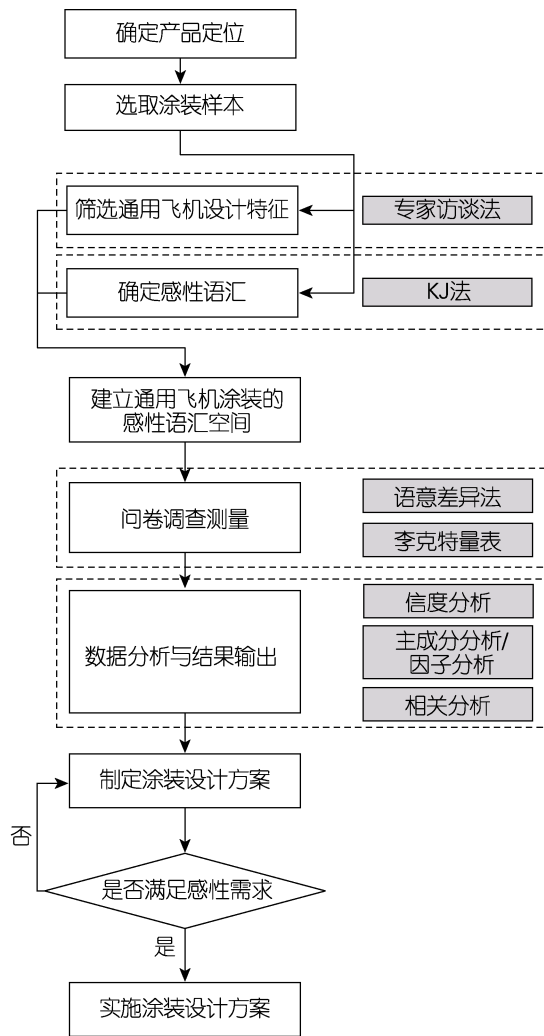 确定产品定位
选取涂装样本
筛选通用飞机设计特征
专家访谈法
确定感性语汇
KJ法
建立通用飞机涂装的
感性语汇空间
问卷调查测量
语意差异法
李克特量表
数据分析与结果输出
信度分析
主成分分析/
因子分析
相关分析
制定涂装设计方案
否
是否满足感性需求
是
实施涂装设计方案